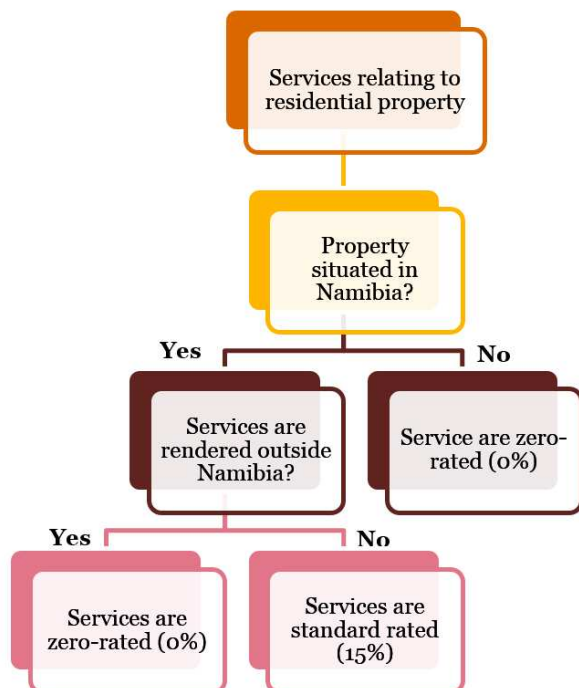 Services relating to
residential property
Property
situated in
Namibia?
Yes
No
Services are
rendered outside
Namibia?
Service are zero-
rated (0%)
Yes
No
Services are
zero-rated (0%)
Services are
standard rated
(15%)